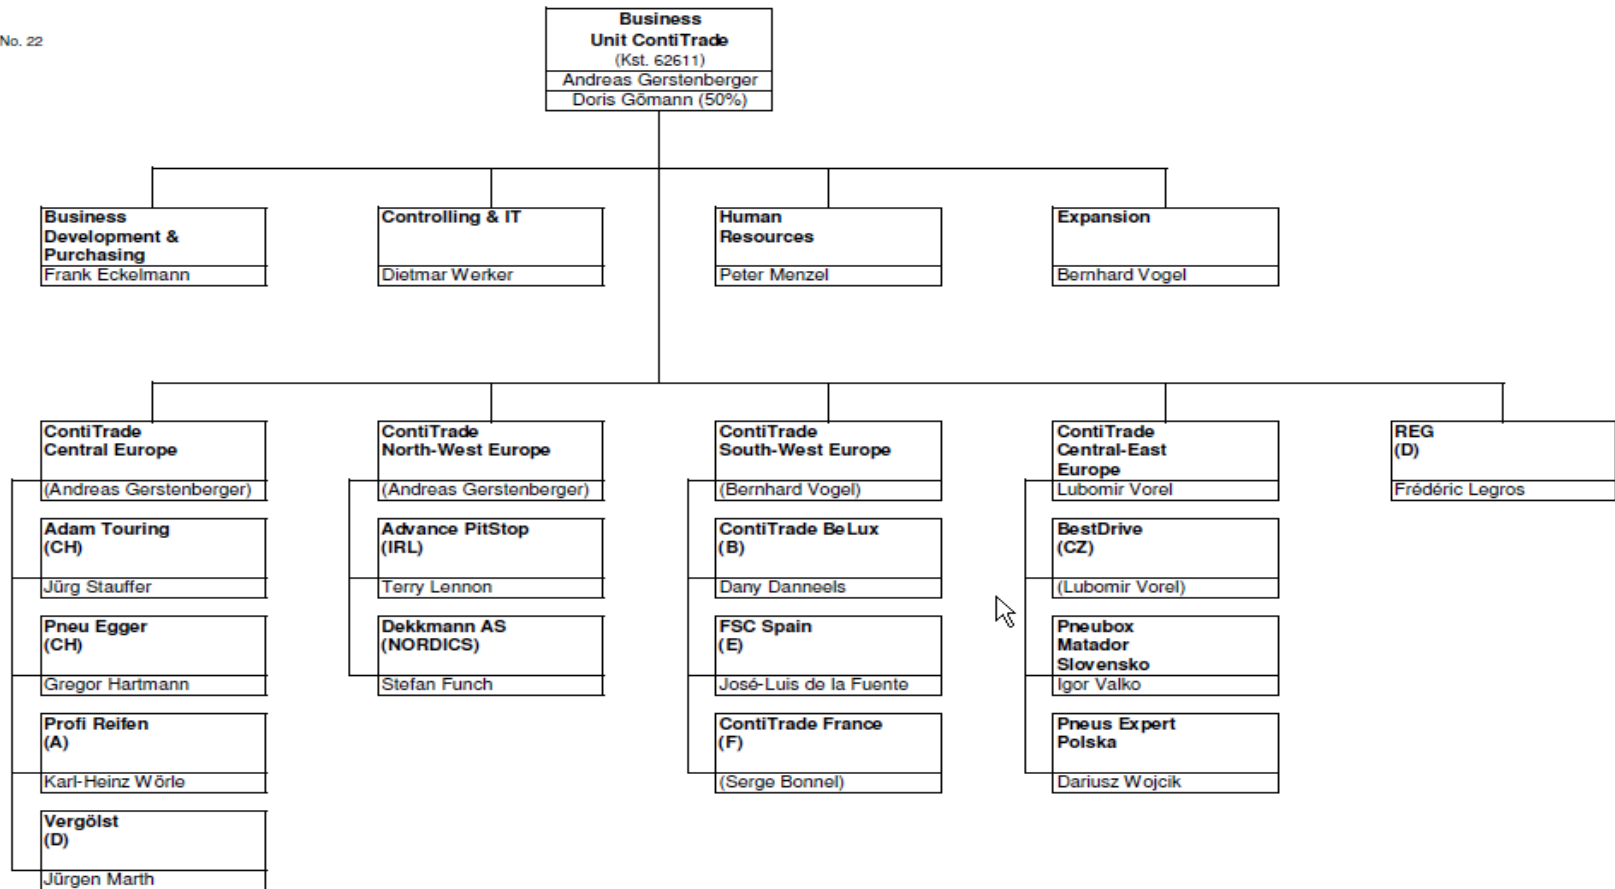 No. 22
Business
Unit ContiTrade
(Kst. 62611)
Andreas Gerstenberger
Doris Gömann (50%)
Business
Development &
Purchasing
Frank Eckelmann
Controlling & IT
Dietmar Werker
Human
Resources
Peter Menzel
Expansion
Bernhard Vogel
ContiTrade
Central Europe
(Andreas Gerstenberger)
Adam Touring
(CH)
Jürg Stauffer
Pneu Egger
(CH)
Gregor Hartmann
Profi Reifen
(A)
Karl-Heinz Wörle
Vergölst
(D)
Jürgen Marth
ContiTrade
North-West Europe
(Andreas Gerstenberger)
Advance PitStop
(IRL)
Terry Lennon
Dekkmann AS
(NORDICS)
Stefan Funch
ContiTrade
South-West Europe
(Bernhard Vogel)
ContiTrade BeLux
(B)
Dany Danneels
FSC Spain
(E)
José-Luis de la Fuente
ContiTrade France
(F)
(Serge Bonnel)
ContiTrade
Central-East
Europe
Lubomir Vorel
BestDrive
(CZ)
(Lubomir Vorel)
Pneubox
Matador
Slovensko
Igor Valko
Pneus Expert
Polska
Dariusz Wojcik
REG
(D)
Frédéric Legros